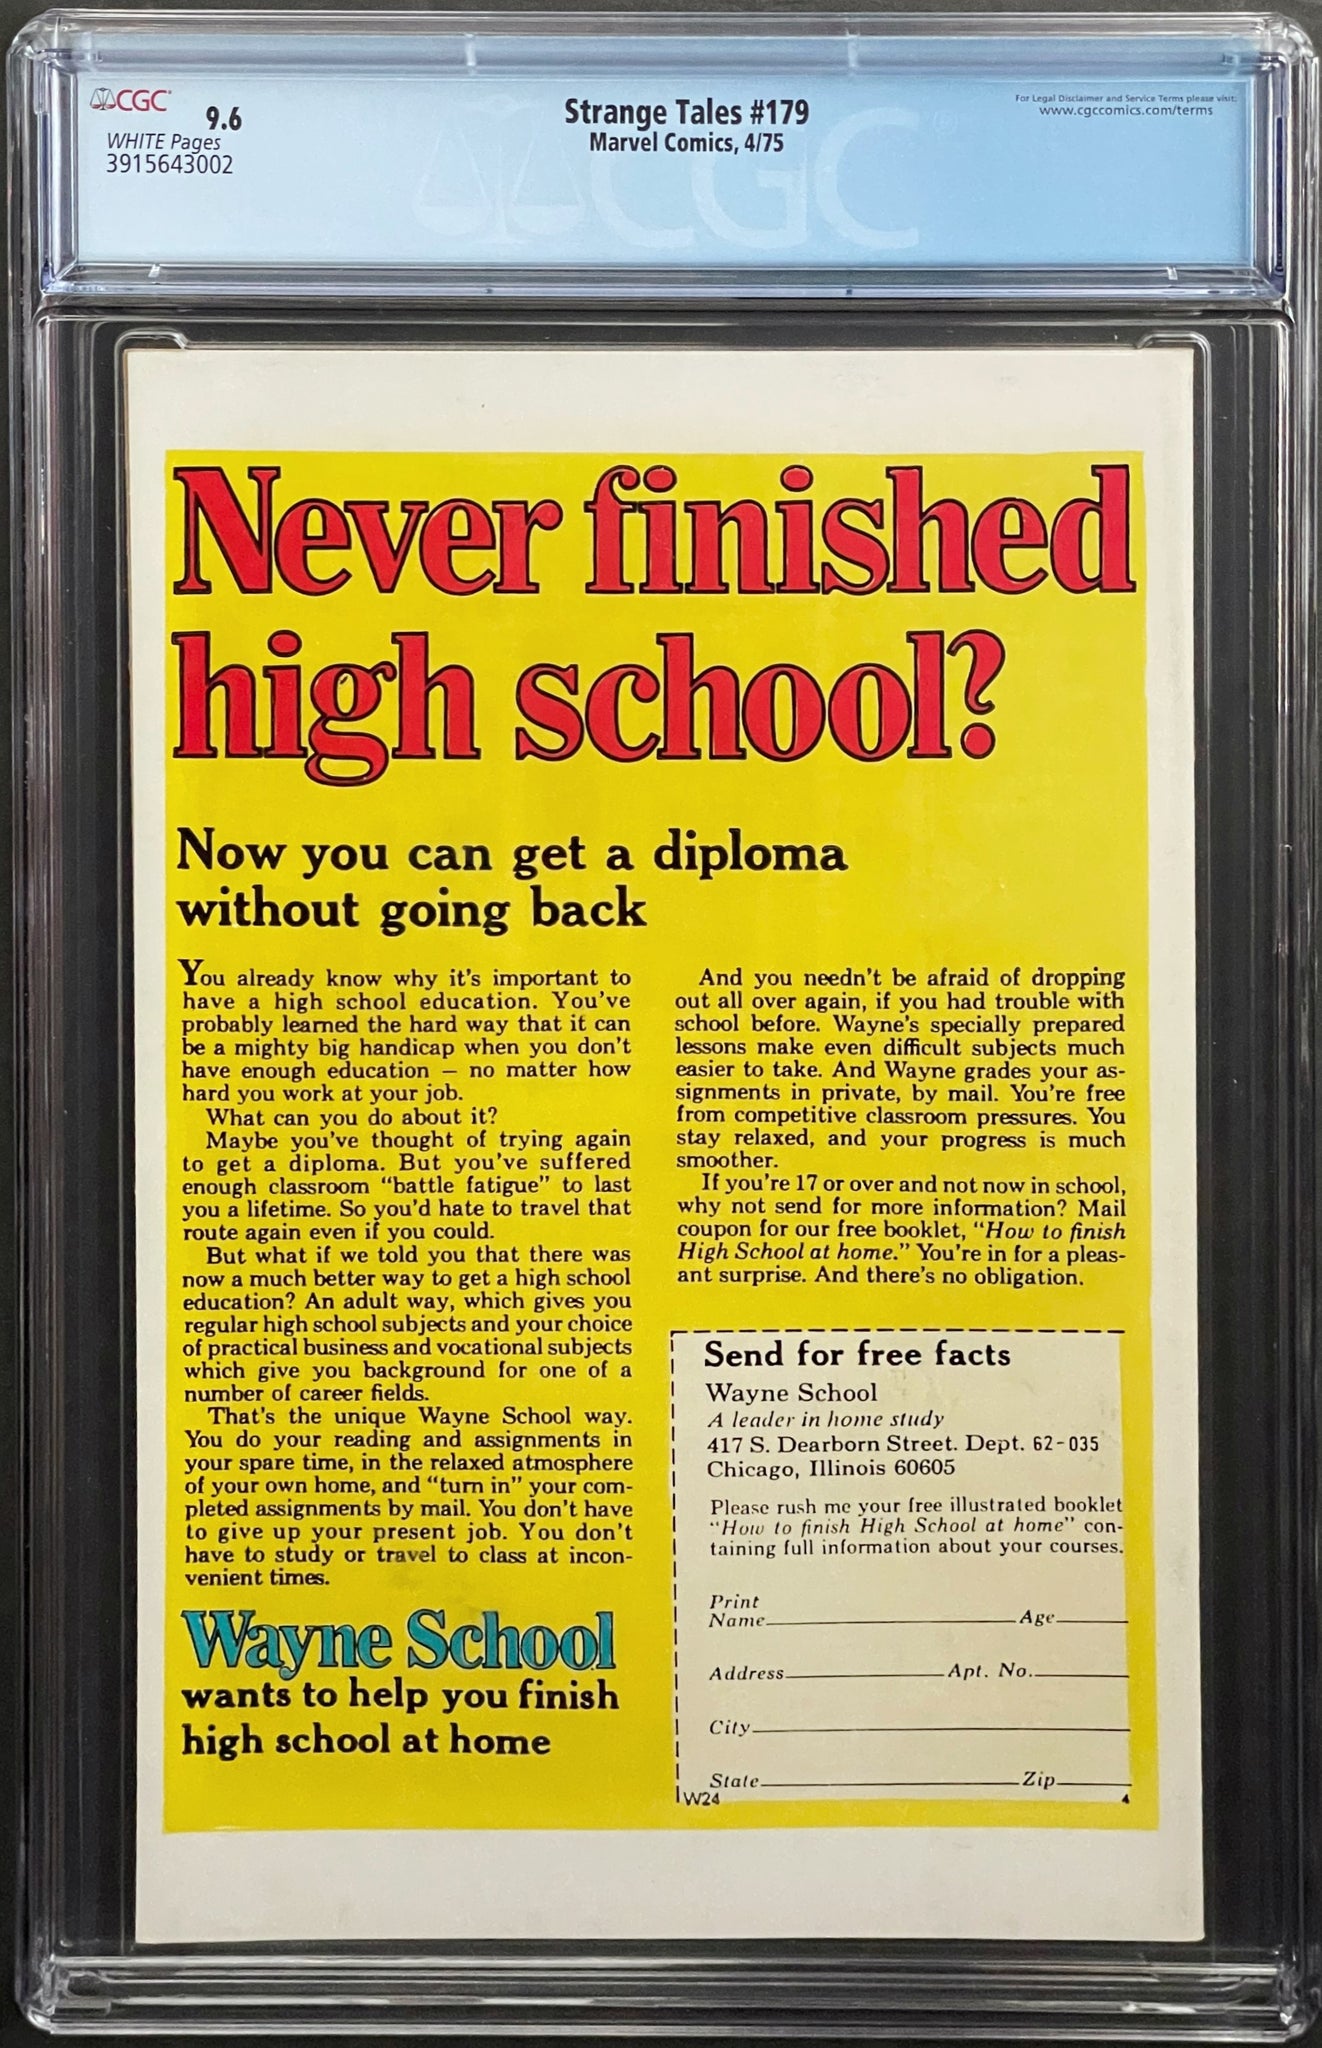 CGC
9.6
WHITE Pages
3915643002
Strange Tales #179
Marvel Comics, 4/75
For Legal Disclaimer and Service Terms please visit:
www.cgccomics.com/terms
CGC
Never finished
high school?
Now you can get a diploma
without going back
You already know why it's important to
have a high school education. You've
probably learned the hard way that it can
be a mighty big handicap when you don't
have enough education — no matter how
hard you work at your job.
What can you do about it?
Maybe you've thought of trying again
to get a diploma. But you've suffered
enough classroom "battle fatigue" to last
you a lifetime. So you'd hate to travel that
route again even if you could.
But what if we told you that there was
now a much better way to get a high school
education? An adult way, which gives you
regular high school subjects and your choice
of practical business and vocational subjects
which give you background for one of a
number of career fields.
That's the unique Wayne School way.
You do your reading and assignments in
your spare time, in the relaxed atmosphere
of your own home, and "turn in" your com-
pleted assignments by mail. You don't have
to give up your present job. You don't
have to study or travel to class at incon-
venient times.
Wayne School
wants to help you finish
high school at home
And you needn't be afraid of dropping
out all over again, if you had trouble with
school before. Wayne's specially prepared
lessons make even difficult subjects much
easier to take. And Wayne grades your as-
signments in private, by mail. You're free
from competitive classroom pressures. You
stay relaxed, and your progress is much
smoother.
If you're 17 or over and not now in school,
why not send for more information? Mail
coupon for our free booklet, "How to finish
High School at home." You're in for a pleas-
ant surprise. And there's no obligation.
Send for free facts
Wayne School
A leader in home study
417 S. Dearborn Street. Dept. 62-035
Chicago, Illinois 60605
Please rush me your free illustrated booklet
"How to finish High School at home" con-
taining full information about your courses.
Print
Name Age
Address Apt. No.
City
State Zip
W24 4